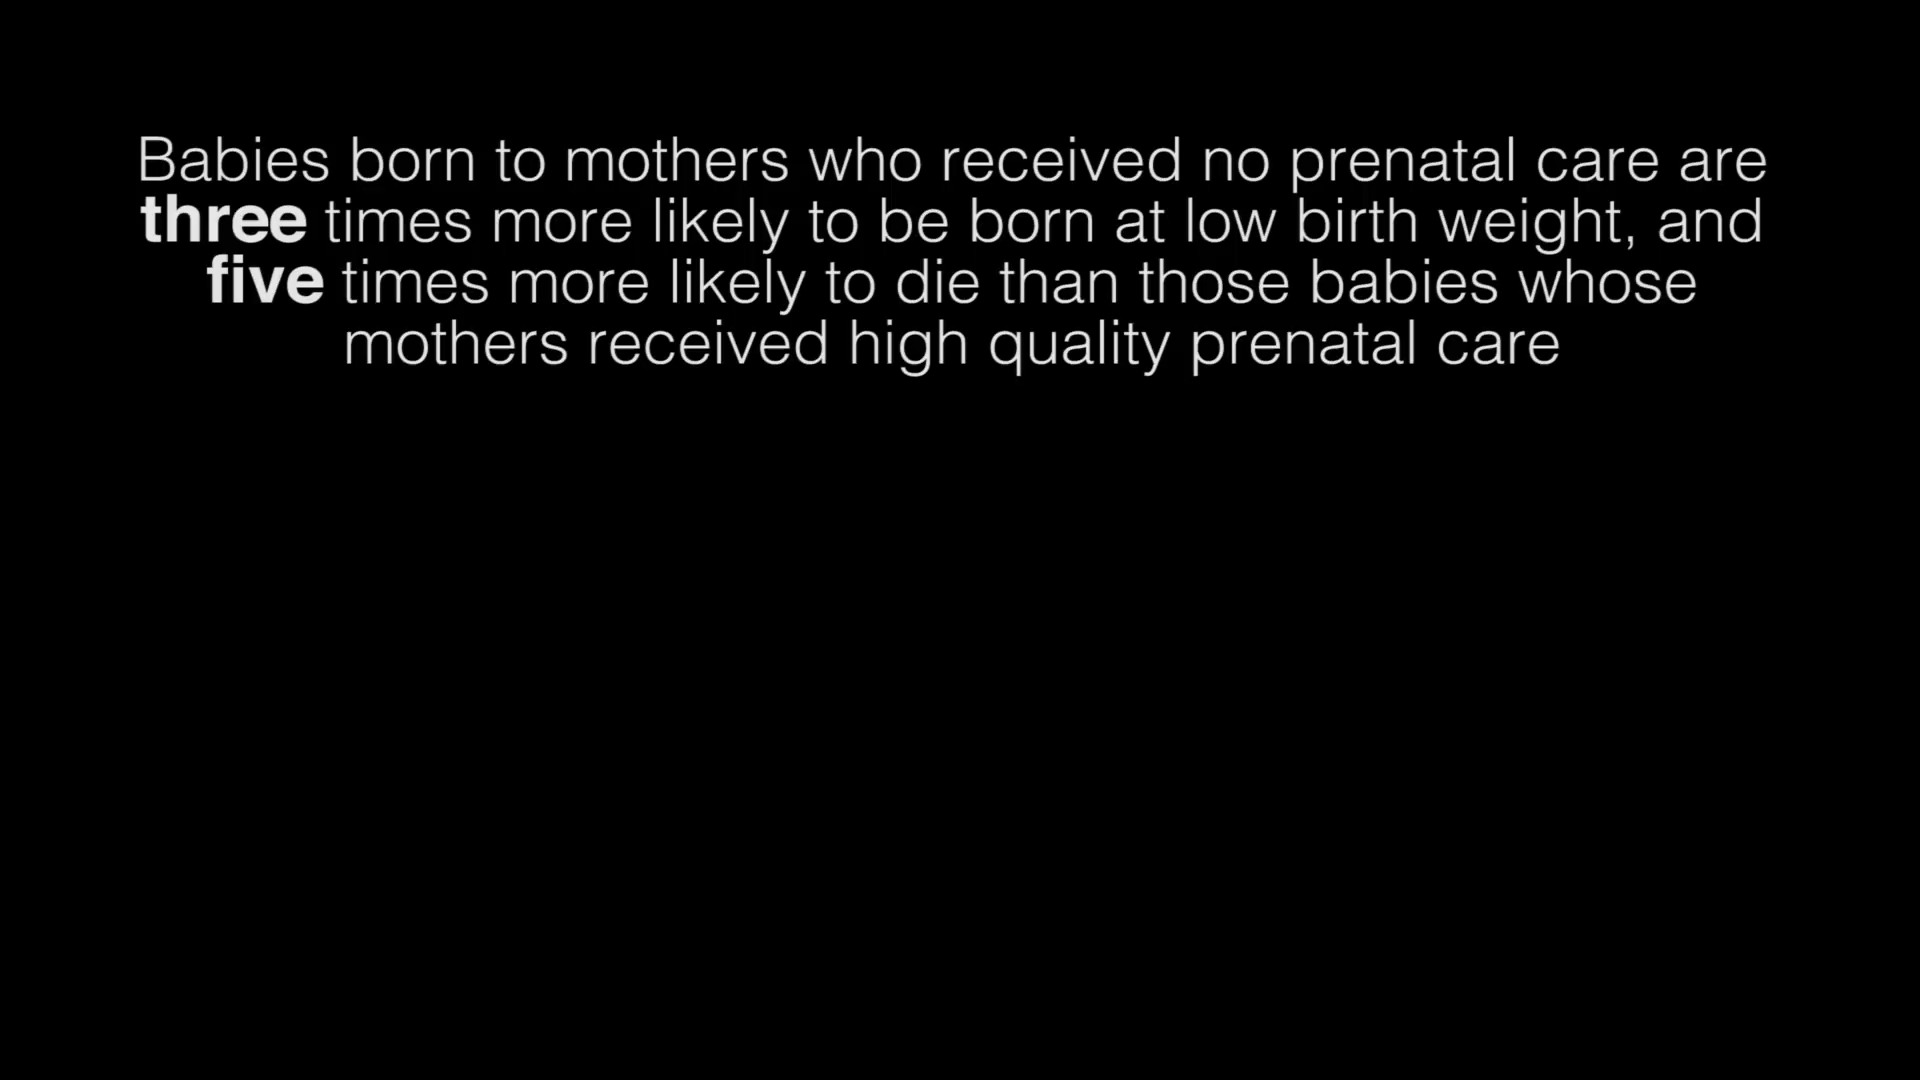 Babies born to mothers who received no prenatal care are
three times more likely to be born at low birth weight, and
five times more likely to die than those babies whose
mothers received high quality prenatal care